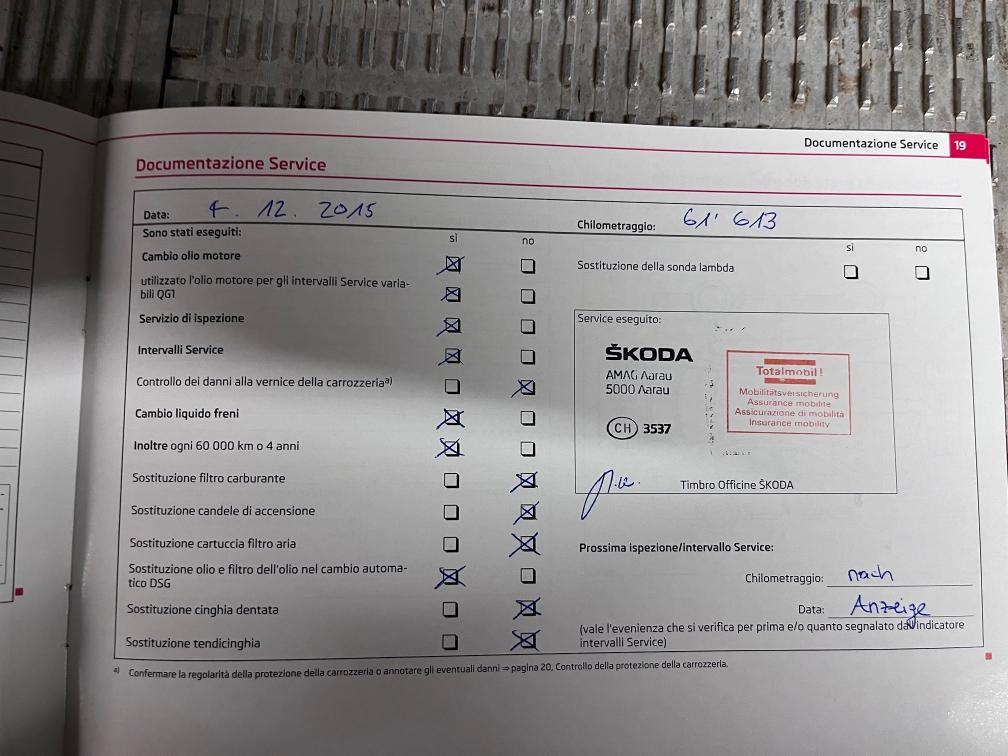 Documentazione Service 19
Documentazione Service
Data: 4. 12. 2015
Chilometraggio: 61' 613
Sono stati eseguiti:
sì no
Cambio olio motore
utilizzato l'olio motore per gli intervalli Service varia-
bili QG1
Servizio di ispezione
Intervalli Service
Controllo dei danni alla vernice della carrozzeriaa)
Cambio liquido freni
Inoltre ogni 60 000 km o 4 anni
Sostituzione filtro carburante
Sostituzione candele di accensione
Sostituzione cartuccia filtro aria
Sostituzione olio e filtro dell'olio nel cambio automa-
tico DSG
Sostituzione cinghia dentata
Sostituzione tendicinghia
sì no
Sostituzione della sonda lambda
Service eseguito:
ŠKODA
AMAG Aarau
5000 Aarau
CH 3537
Totalmobil!
Mobilitätsversicherung
Assurance mobilité
Assicurazione di mobilità
Insurance mobility
Timbro Officine ŠKODA
Prossima ispezione/intervallo Service:
Chilometraggio: nach
Data: Anzeige
(vale l'evenienza che si verifica per prima e/o quanto segnalato dall'indicatore
intervalli Service)
a) Confermare la regolarità della protezione della carrozzeria o annotare gli eventuali danni ⇒ pagina 20, Controllo della protezione della carrozzeria.